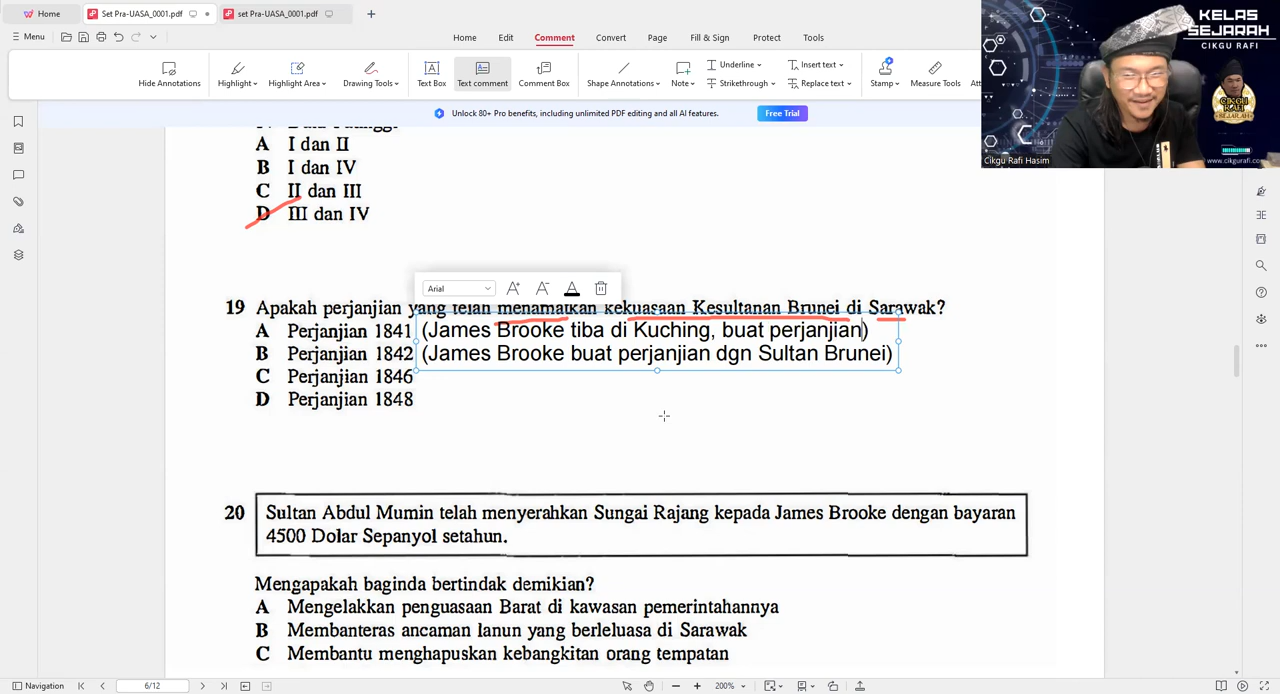 Home
Set Pra-UASA_0001.pdf
set Pra-UASA_0001.pdf
Menu
Home Edit Comment Convert Page Fill & Sign Protect Tools
Hide Annotations
Highlight
Highlight Area
Drawing Tools
Text Box
Text comment
Comment Box
Shape Annotations
Note
Underline
Strikethrough
Insert text
Replace text
Stamp
Measure Tools
Unlock 80+ Pro benefits, including unlimited PDF editing and all AI features.
Free Trial
KELAS
SEJARAH
CIKGU RAFI
CIKGU
RAFI
SEJARAH
www.cikgurafi.co
Cikgu Rafi Hasim
A I dan II
B I dan IV
C II dan III
D III dan IV
Arial
19 Apakah perjanjian yang telah menamatkan kekuasaan Kesultanan Brunei di Sarawak?
A Perjanjian 1841 (James Brooke tiba di Kuching, buat perjanjian)
B Perjanjian 1842 (James Brooke buat perjanjian dgn Sultan Brunei)
C Perjanjian 1846
D Perjanjian 1848
20 Sultan Abdul Mumin telah menyerahkan Sungai Rajang kepada James Brooke dengan bayaran
4500 Dolar Sepanyol setahun.
Mengapakah baginda bertindak demikian?
A Mengelakkan penguasaan Barat di kawasan pemerintahannya
B Membanteras ancaman lanun yang berleluasa di Sarawak
C Membantu menghapuskan kebangkitan orang tempatan
Navigation
6/12
200%